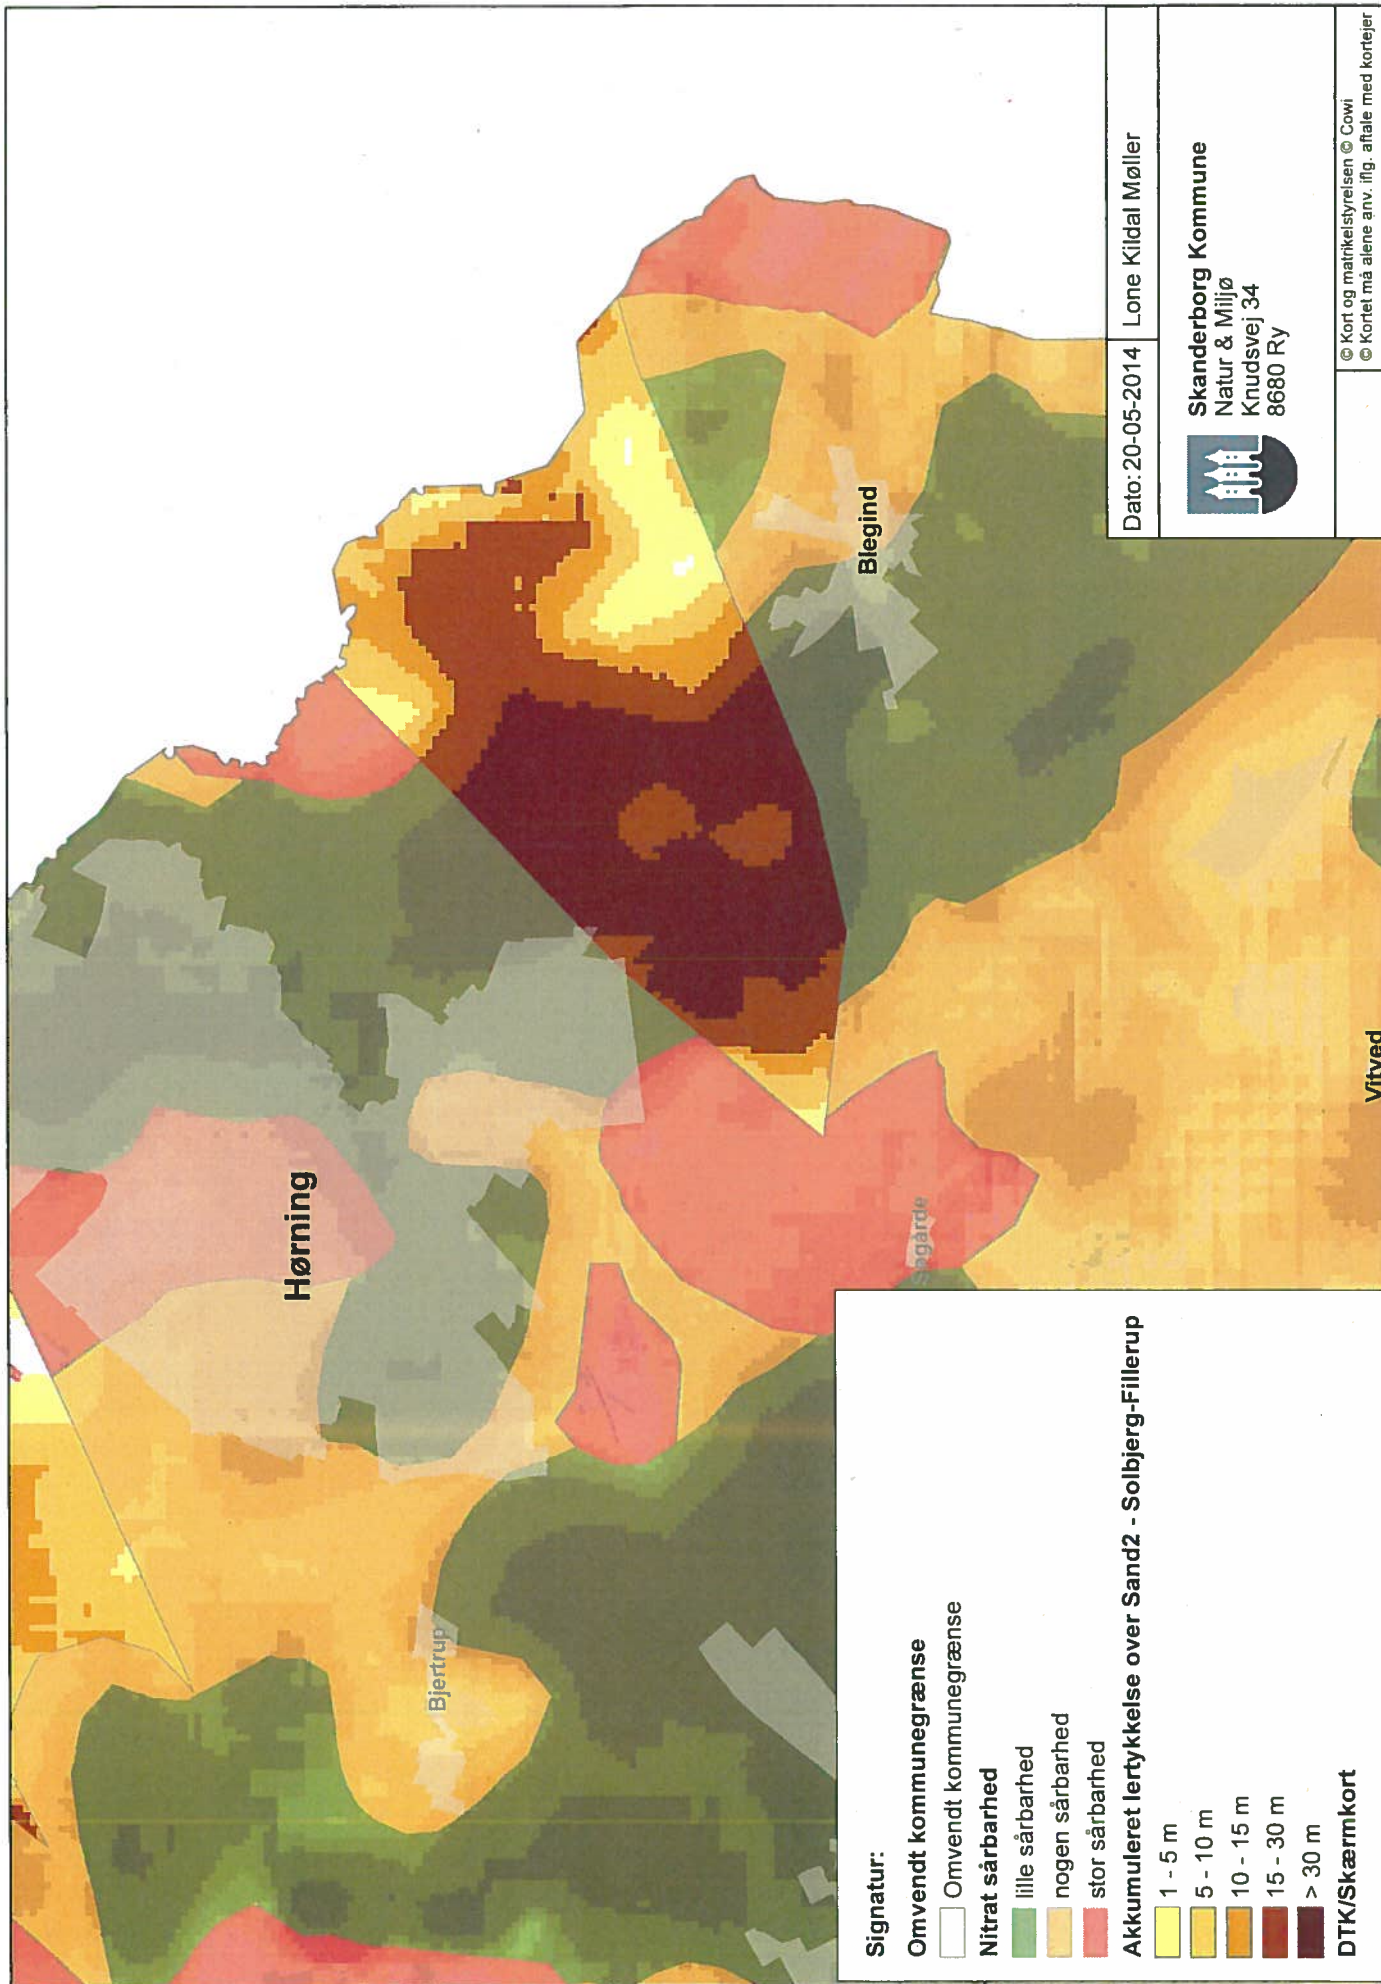 Hørning
Blegind
Bjertrup
Søgårde
Vitved
Signatur:
Omvendt kommunegrænse
Omvendt kommunegrænse
Nitrat sårbarhed
lille sårbarhed
nogen sårbarhed
stor sårbarhed
Akkumuleret lertykkelse over Sand2 - Solbjerg-Fillerup
1 - 5 m
5 - 10 m
10 - 15 m
15 - 30 m
> 30 m
DTK/Skærmkort
Dato: 20-05-2014 Lone Kildal Møller
Skanderborg Kommune
Natur & Miljø
Knudsvej 34
8680 Ry
© Kort og matrikelstyrelsen © Cowi
© Kortet må alene anv. iflg. aftale med kortejer